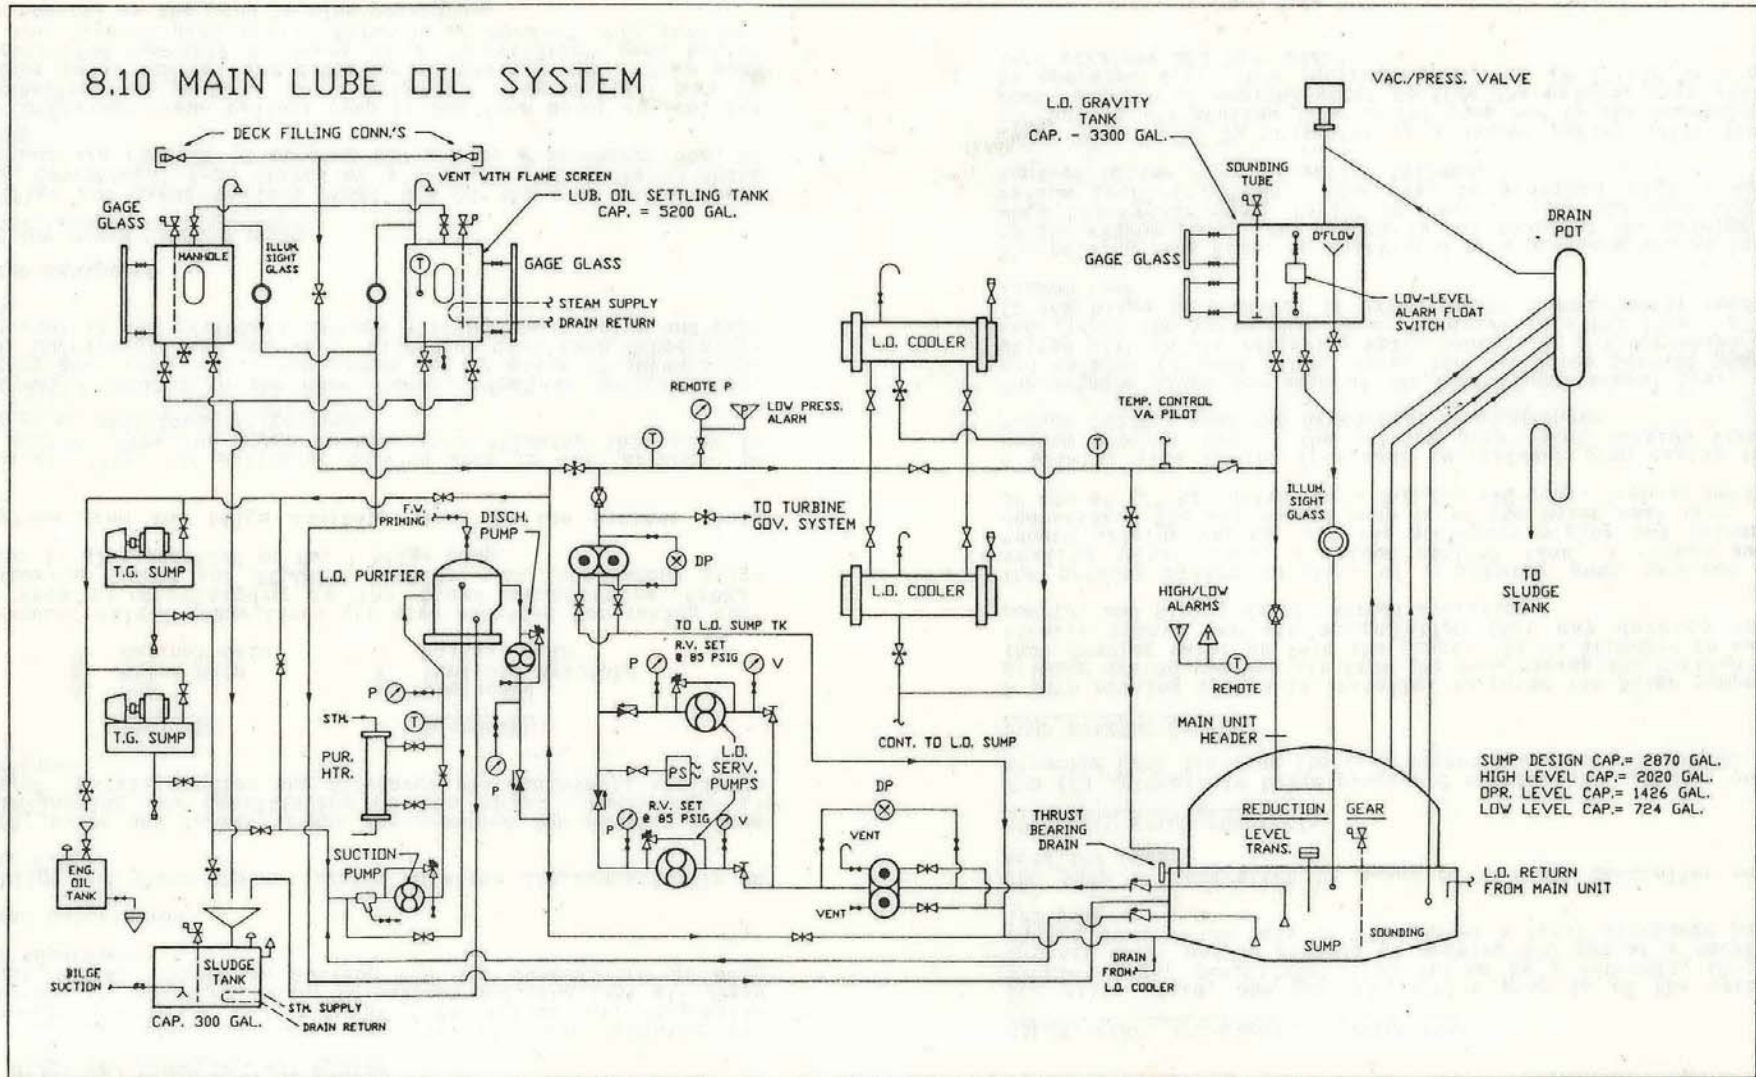 8.10 MAIN LUBE OIL SYSTEM
DECK FILLING CONN.'S
VENT WITH FLAME SCREEN
LUB. OIL SETTLING TANK
CAP. = 5200 GAL.
GAGE
GLASS
MANHOLE
ILLUM.
SIGHT
GLASS
T
GAGE GLASS
STEAM SUPPLY
DRAIN RETURN
VAC./PRESS. VALVE
L.O. GRAVITY
TANK
CAP. - 3300 GAL.
SOUNDING
TUBE
O'FLOW
GAGE GLASS
LOW-LEVEL
ALARM FLOAT
SWITCH
DRAIN
POT
L.O. COOLER
REMOTE P
P
LOW PRESS.
ALARM
T
TEMP. CONTROL
VA. PILOT
T
ILLUM.
SIGHT
GLASS
TO
SLUDGE
TANK
F.W.
PRIMING
DISCH.
PUMP
TO TURBINE
GOV. SYSTEM
L.O. PURIFIER
DP
L.O. COOLER
T.G. SUMP
TO L.O. SUMP TK
R.V. SET
@ 85 PSIG
P
V
HIGH/LOW
ALARMS
T
T
T
REMOTE
P
STM.
T
PUR.
HTR.
P
T.G. SUMP
L.O.
SERV.
PUMPS
PS
R.V. SET
@ 85 PSIG
P
V
CONT. TO L.O. SUMP
MAIN UNIT
HEADER
SUMP DESIGN CAP.= 2870 GAL.
HIGH LEVEL CAP.= 2020 GAL.
OPR. LEVEL CAP.= 1426 GAL.
LOW LEVEL CAP.= 724 GAL.
DP
VENT
THRUST
BEARING
DRAIN
REDUCTION
GEAR
LEVEL
TRANS.
L.O. RETURN
FROM MAIN UNIT
SUCTION
PUMP
VENT
ENG.
OIL
TANK
SUMP
SOUNDING
SLUDGE
TANK
BILGE
SUCTION
STM. SUPPLY
DRAIN RETURN
CAP. 300 GAL.
DRAIN
FROM
L.O. COOLER